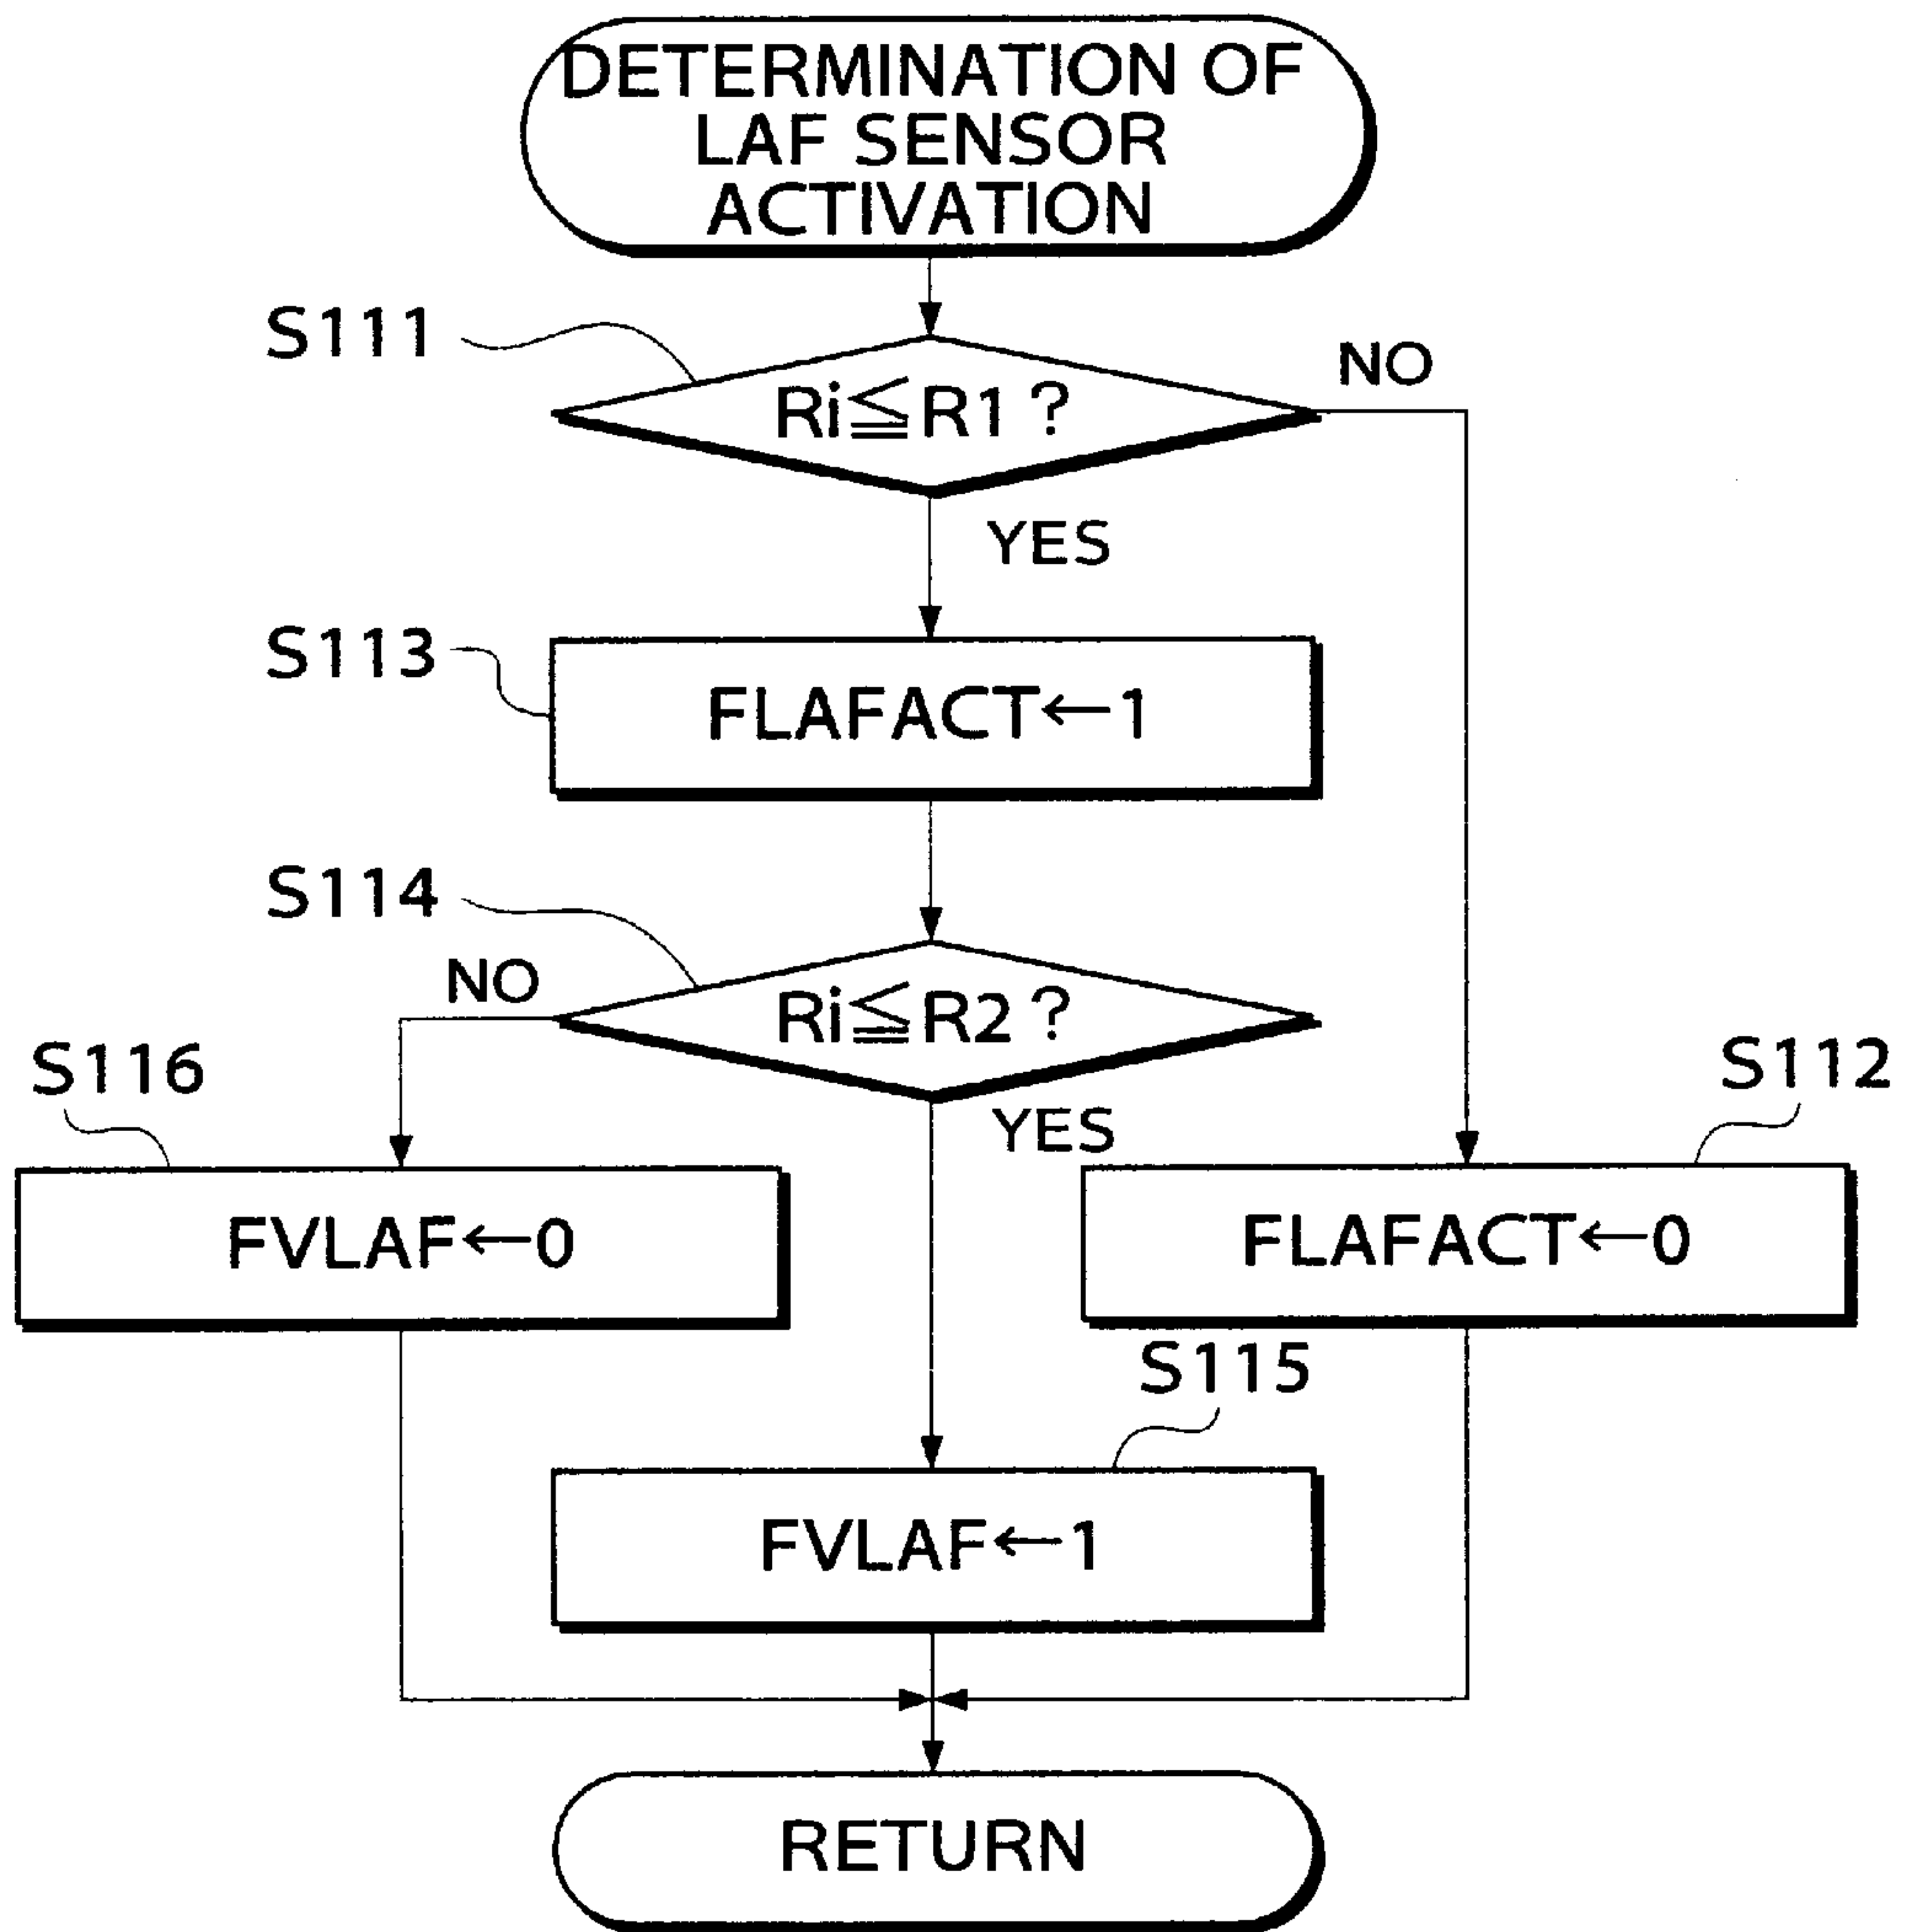 DETERMINATION OF
LAF SENSOR
ACTIVATION
S111
NO
Ri≦R1 ?
YES
S113
FLAFACT←1
S114
NO
Ri≦R2 ?
S116
S112
YES
FVLAF←0
FLAFACT←0
S115
FVLAF←1
RETURN